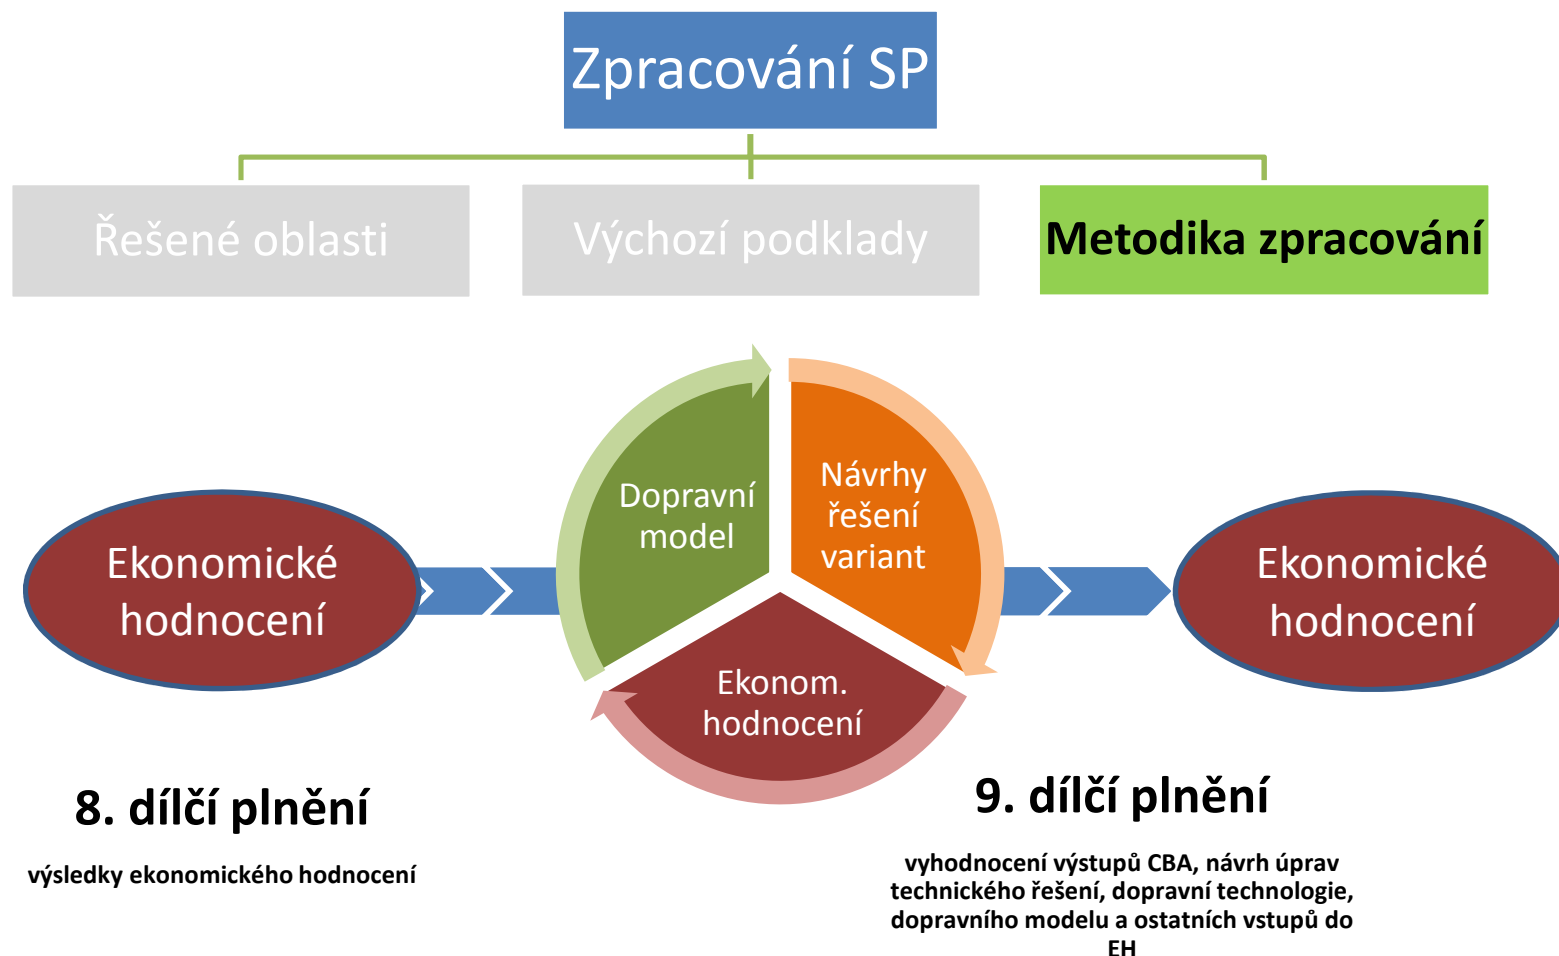 Zpracování SP
Řešené oblasti
Výchozí podklady
Metodika zpracování
Dopravní
model
Návrhy
řešení
variant
Ekonom.
hodnocení
Ekonomické
hodnocení
Ekonomické
hodnocení
8. dílčí plnění
výsledky ekonomického hodnocení
9. dílčí plnění
vyhodnocení výstupů CBA, návrh úprav
technického řešení, dopravní technologie,
dopravního modelu a ostatních vstupů do
EH